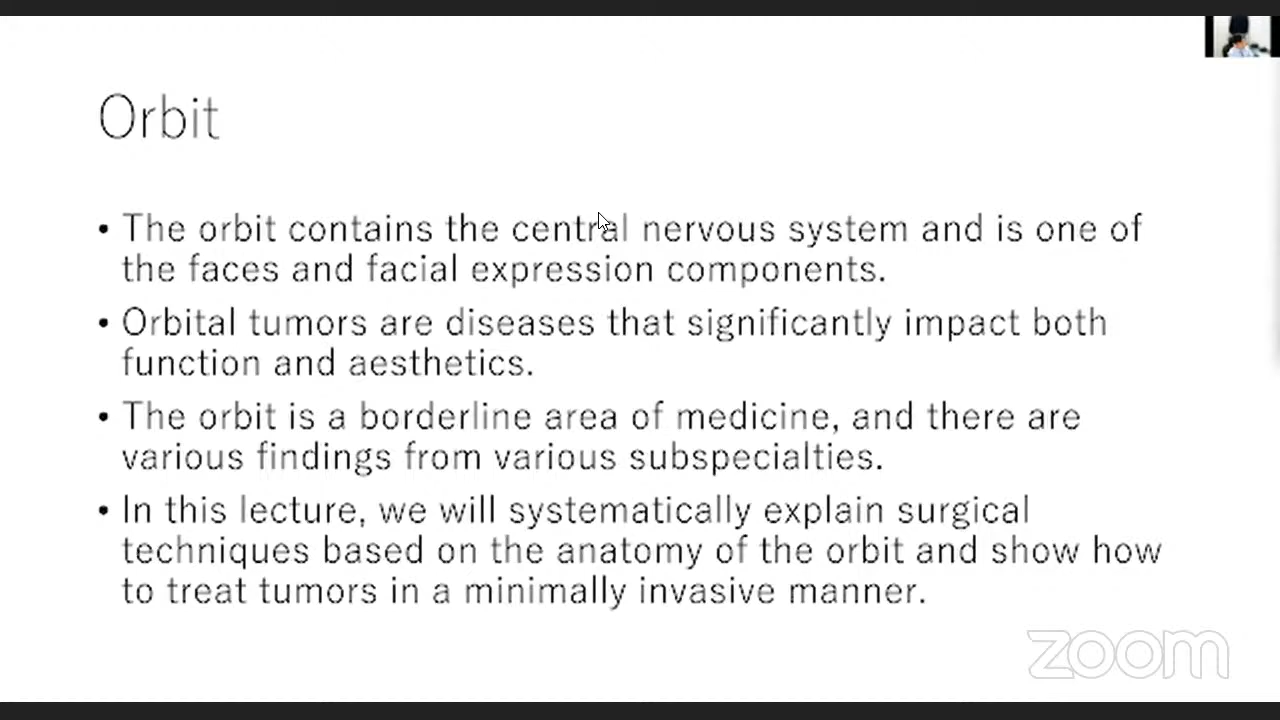 Orbit
• The orbit contains the central nervous system and is one of
the faces and facial expression components.
• Orbital tumors are diseases that significantly impact both
function and aesthetics.
• The orbit is a borderline area of medicine, and there are
various findings from various subspecialties.
• In this lecture, we will systematically explain surgical
techniques based on the anatomy of the orbit and show how
to treat tumors in a minimally invasive manner.
zoom